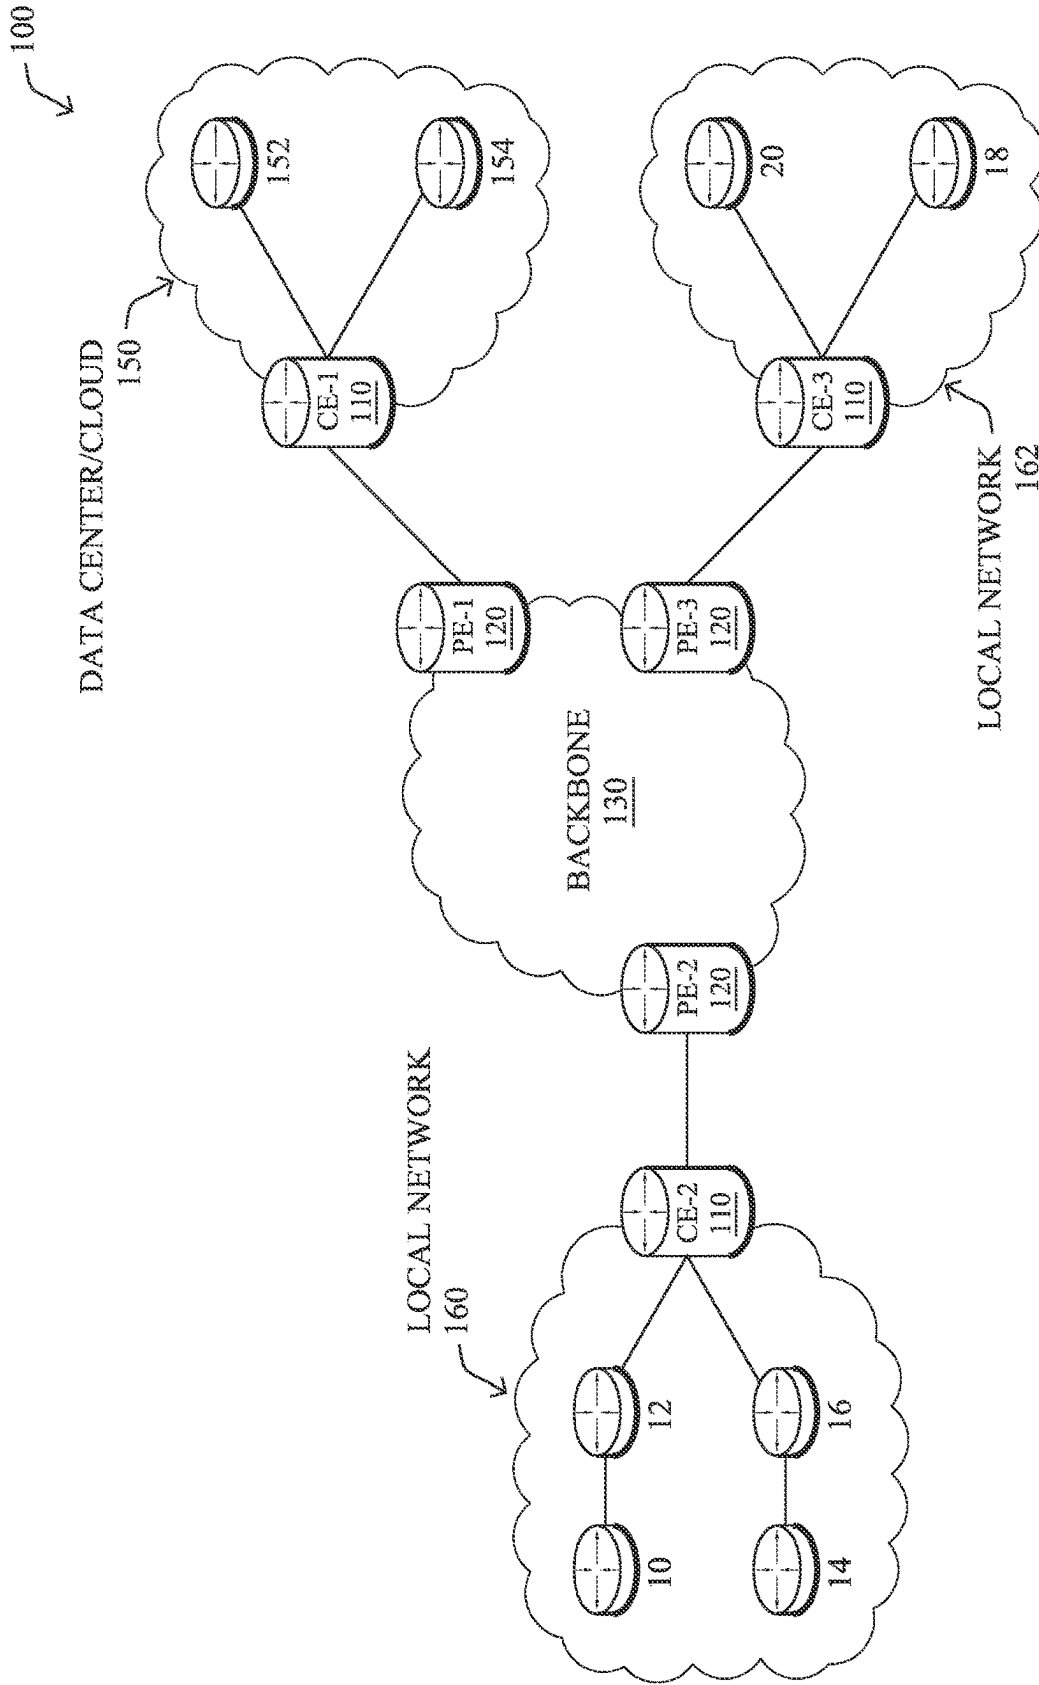 100
DATA CENTER/CLOUD
150
152
154
CE-1
110
PE-1
120
LOCAL NETWORK
160
10
12
14
16
CE-2
110
PE-2
120
BACKBONE
130
PE-3
120
CE-3
110
20
18
LOCAL NETWORK
162